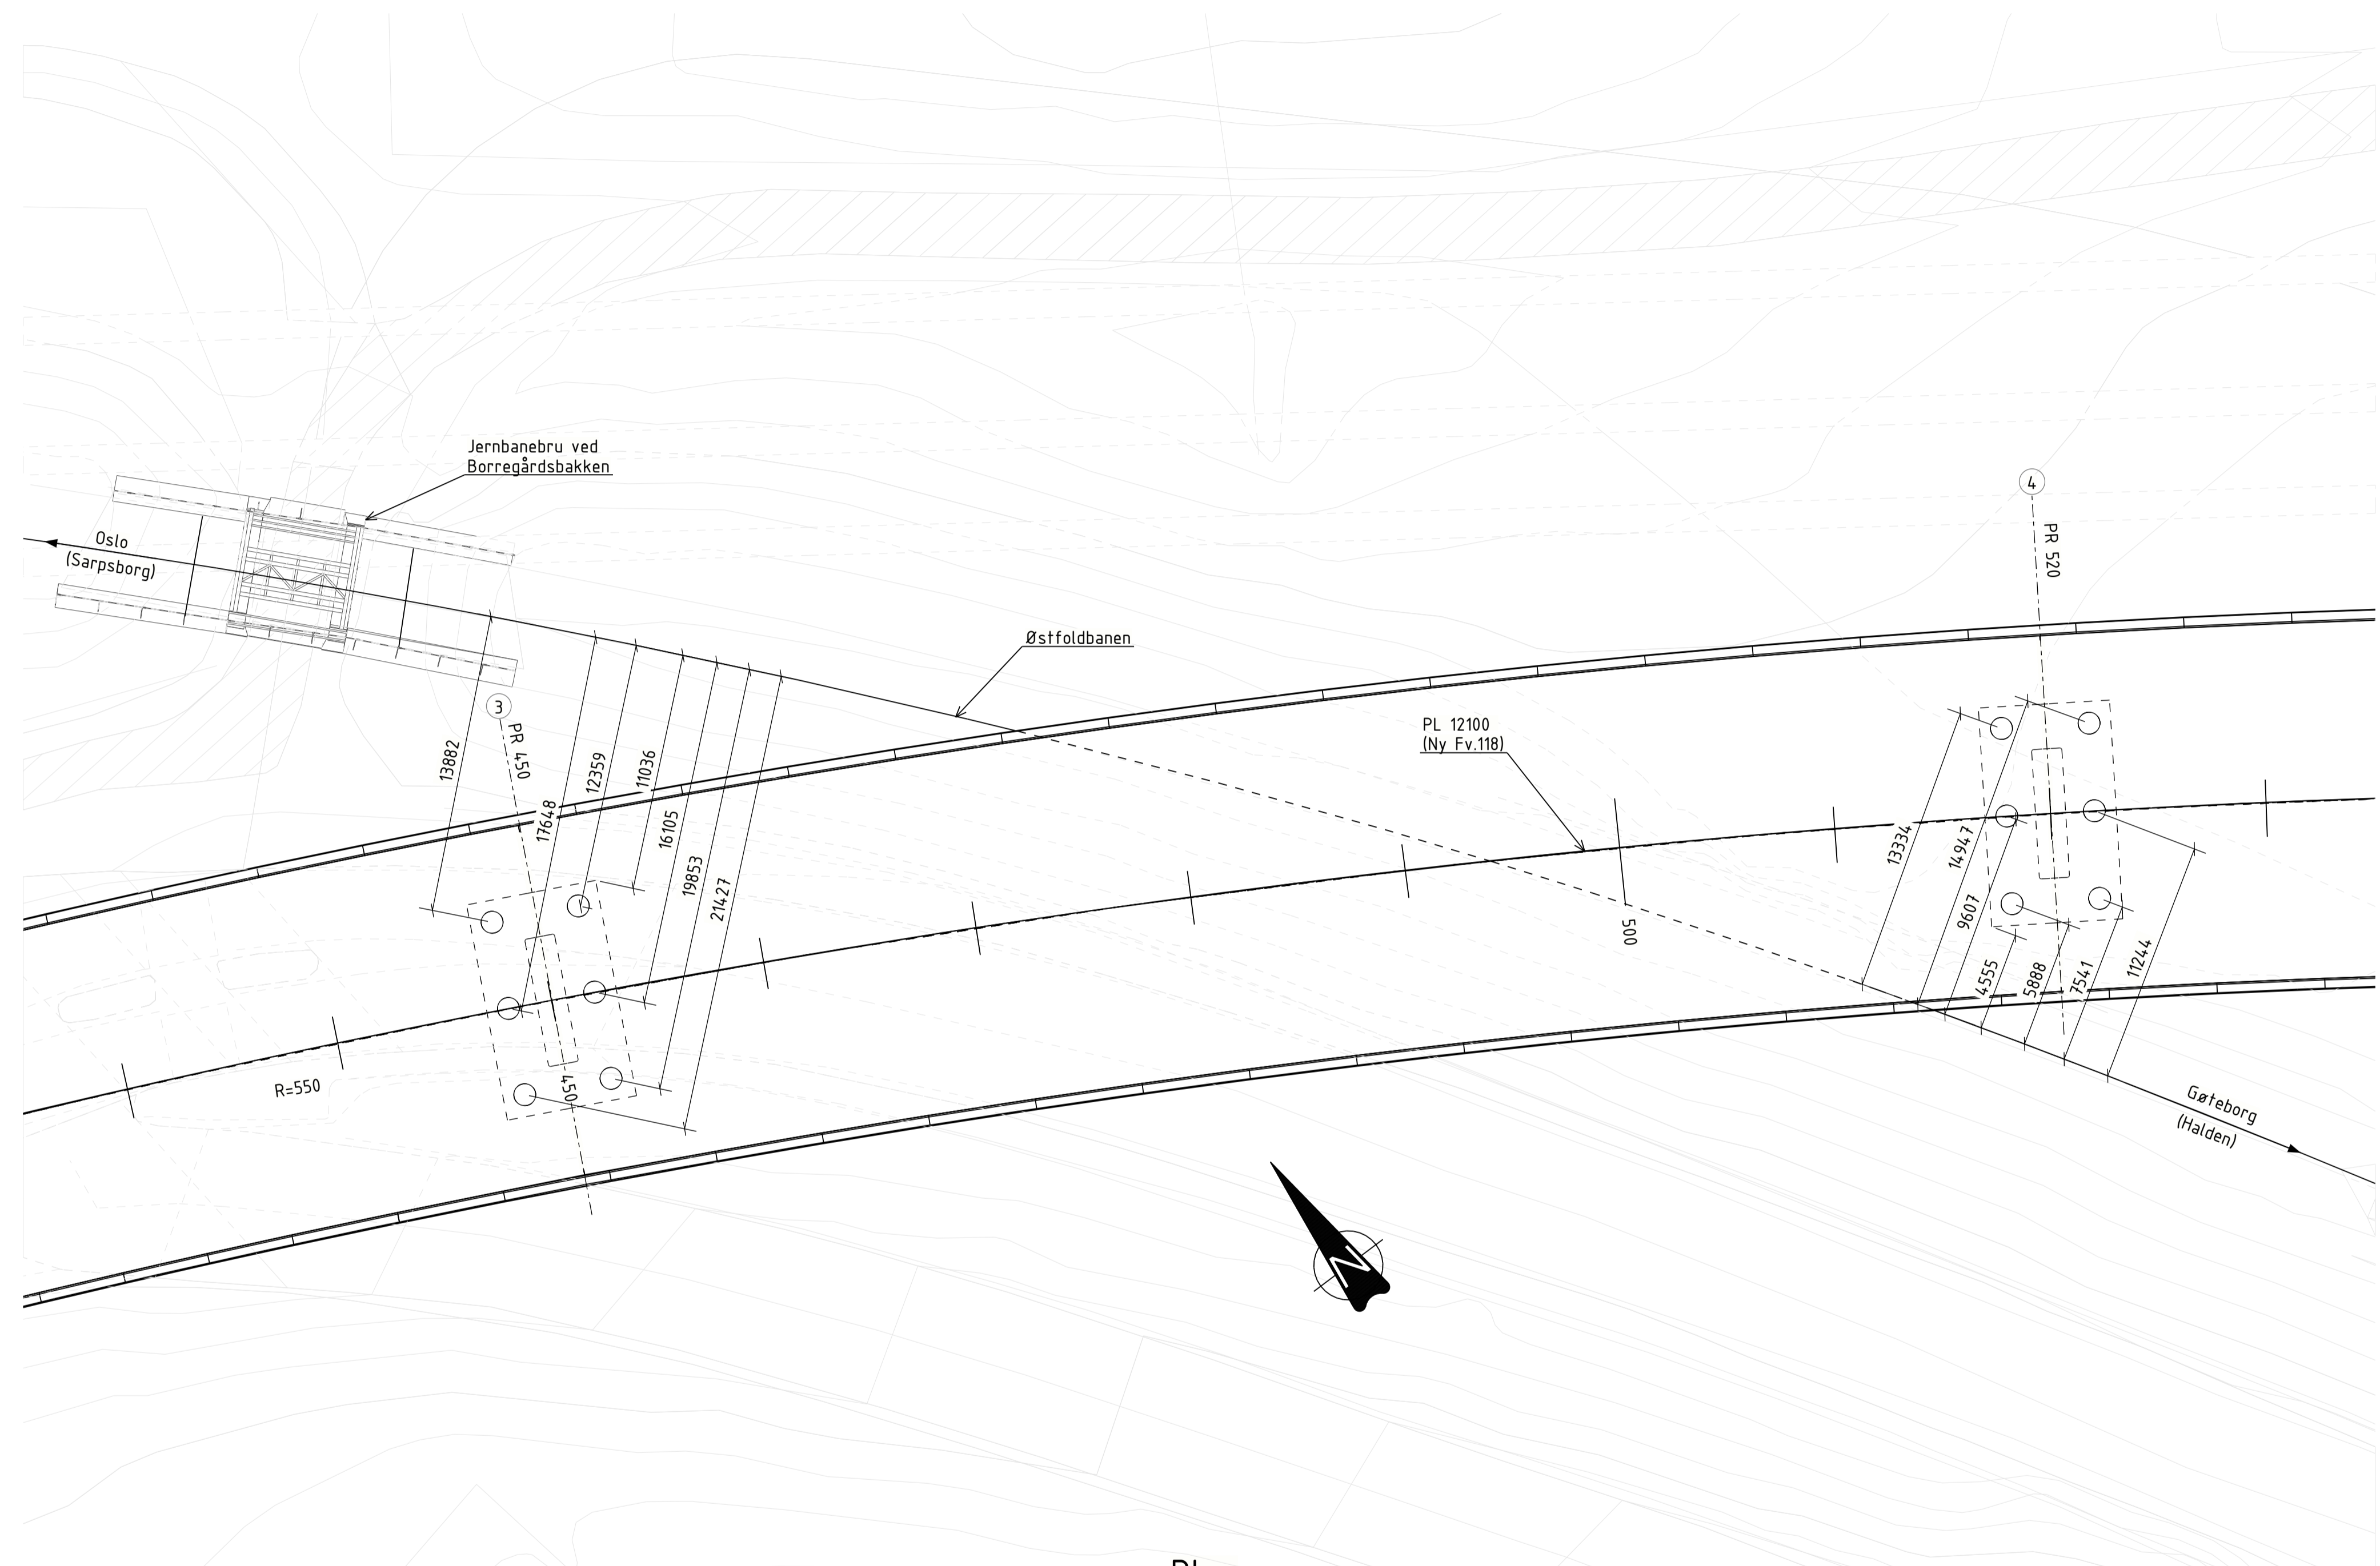 Jernbanebru ved
Borregårdsbakken
4
PR 520
Oslo
(Sarpsborg)
Østfoldbanen
3
PR 450
PL 12100
(Ny Fv.118)
13882
17648
12359
11036
16105
19853
21427
13334
14947
9607
4555
5888
7541
11244
500
450
R=550
Gøteborg
(Halden)
N